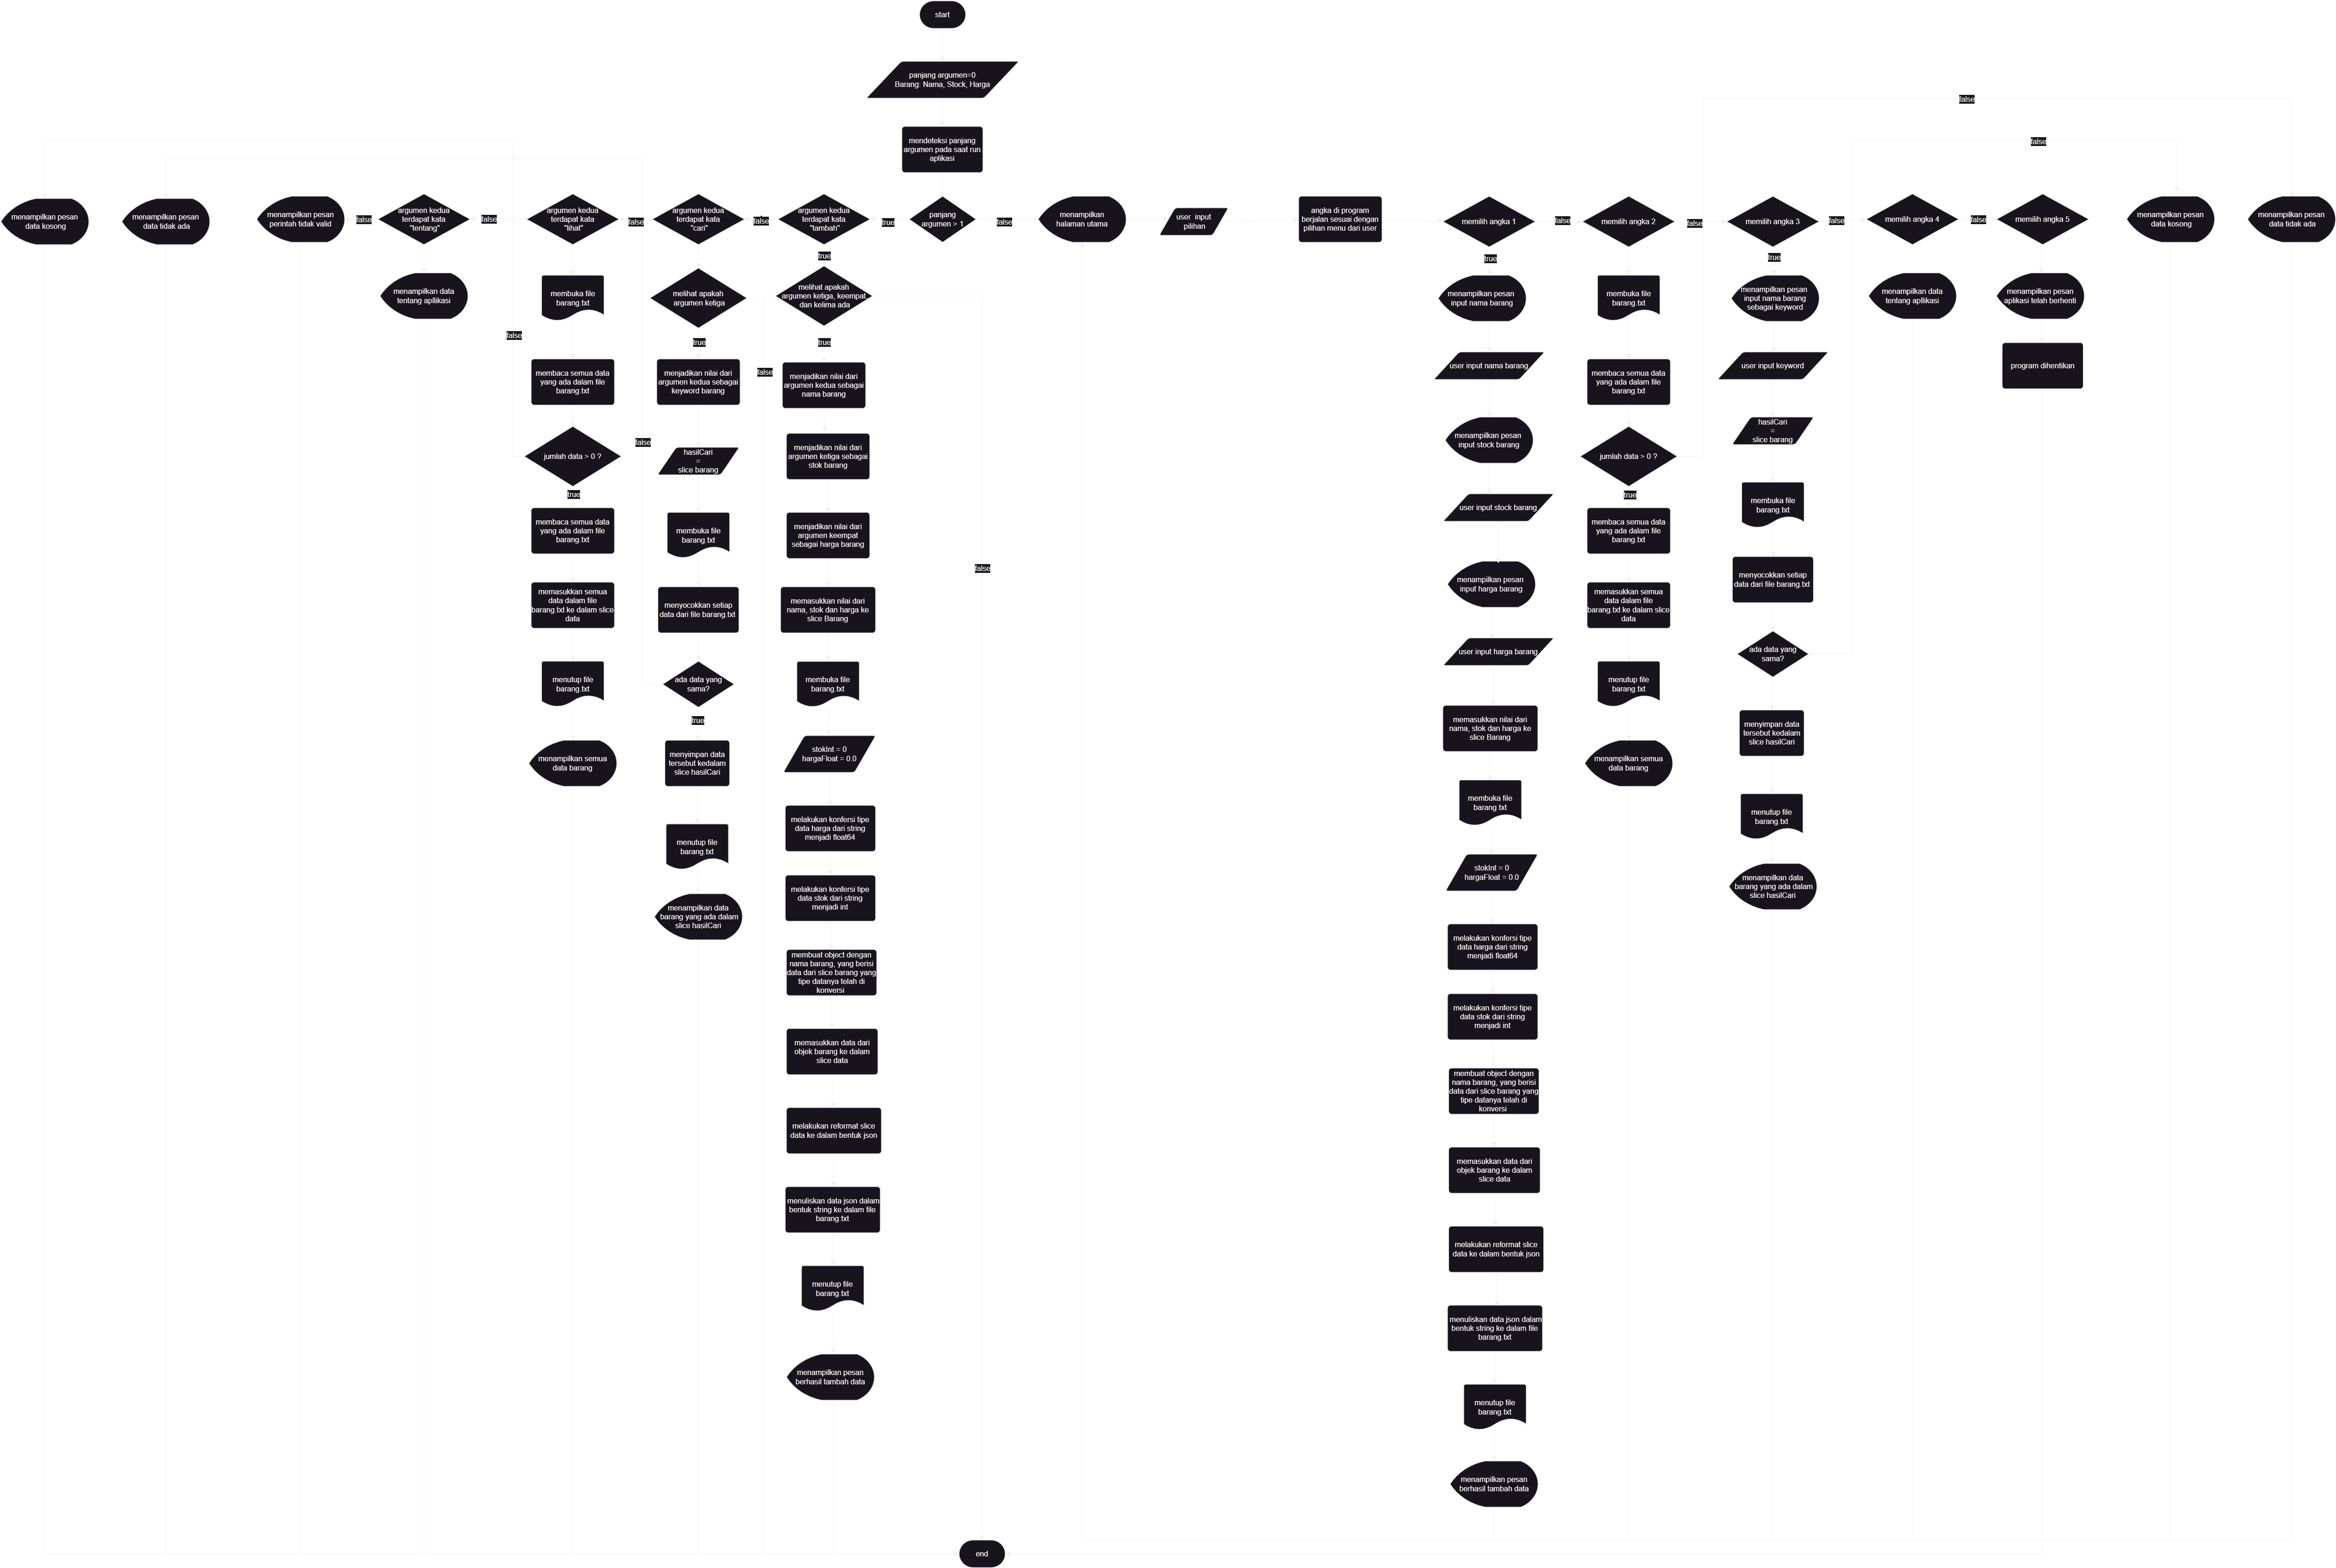 start
panjang argumen=0
Barang: Nama, Stock, Harga
mendeteksi panjang
argumen pada saat run
aplikasi
panjang
argumen > 1
true
false
argumen kedua
terdapat kata
"tambah"
true
false
melihat apakah
argumen ketiga, keempat,
dan kelima ada
true
false
menjadikan nilai dari
argumen kedua sebagai
nama barang
menjadikan nilai dari
argumen ketiga sebagai
stok barang
menjadikan nilai dari
argumen keempat
sebagai harga barang
memasukkan nilai dari
nama, stok dan harga ke
slice Barang
membuka file
barang.txt
stokInt = 0
hargaFloat = 0.0
melakukan konfersi tipe
data harga dari string
menjadi float64
melakukan konfersi tipe
data stok dari string
menjadi int
membuat object dengan
nama barang, yang berisi
data dari slice barang yang
tipe datanya telah di
konversi
memasukkan data dari
objek barang ke dalam
slice data
melakukan reformat slice
data ke dalam bentuk json
menuliskan data json dalam
bentuk string ke dalam file
barang.txt
menutup file
barang.txt
menampilkan pesan
berhasil tambah data
argumen kedua
terdapat kata
"cari"
false
melihat apakah
argumen ketiga
true
false
menjadikan nilai dari
argumen kedua sebagai
keyword barang
hasilCari
=
slice barang
membuka file
barang.txt
menyocokkan setiap
data dari file barang.txt
ada data yang
sama?
true
false
menyimpan data
tersebut kedalam
slice hasilCari
menutup file
barang.txt
menampilkan data
barang yang ada dalam
slice hasilCari
argumen kedua
terdapat kata
"lihat"
false
membuka file
barang.txt
membaca semua data
yang ada dalam file
barang.txt
jumlah data > 0 ?
true
false
membaca semua data
yang ada dalam file
barang.txt
memasukkan semua
data dalam file
barang.txt ke dalam slice
data
menutup file
barang.txt
menampilkan semua
data barang
argumen kedua
terdapat kata
"tentang"
false
menampilkan data
tentang apllikasi
menampilkan pesan
perintah tidak valid
menampilkan pesan
data tidak ada
menampilkan pesan
data kosong
menampilkan
halaman utama
user  input
pilihan
angka di program
berjalan sesuai dengan
pilihan menu dari user
memilih angka 1
true
false
menampilkan pesan
input nama barang
user input nama barang
menampilkan pesan
input stock barang
user input stock barang
menampilkan pesan
input harga barang
user input harga barang
memasukkan nilai dari
nama, stok dan harga ke
slice Barang
membuka file
barang.txt
stokInt = 0
hargaFloat = 0.0
melakukan konfersi tipe
data harga dari string
menjadi float64
melakukan konfersi tipe
data stok dari string
menjadi int
membuat object dengan
nama barang, yang berisi
data dari slice barang yang
tipe datanya telah di
konversi
memasukkan data dari
objek barang ke dalam
slice data
melakukan reformat slice
data ke dalam bentuk json
menuliskan data json dalam
bentuk string ke dalam file
barang.txt
menutup file
barang.txt
menampilkan pesan
berhasil tambah data
memilih angka 2
false
membuka file
barang.txt
membaca semua data
yang ada dalam file
barang.txt
jumlah data > 0 ?
true
false
membaca semua data
yang ada dalam file
barang.txt
memasukkan semua
data dalam file
barang.txt ke dalam slice
data
menutup file
barang.txt
menampilkan semua
data barang
memilih angka 3
true
false
menampilkan pesan
input nama barang
sebagai keyword
user input keyword
hasilCari
=
slice barang
membuka file
barang.txt
menyocokkan setiap
data dari file barang.txt
ada data yang
sama?
false
menyimpan data
tersebut kedalam
slice hasilCari
menutup file
barang.txt
menampilkan data
barang yang ada dalam
slice hasilCari
memilih angka 4
false
menampilkan data
tentang apllikasi
memilih angka 5
menampilkan pesan
aplikasi telah berhenti
program dihentikan
menampilkan pesan
data kosong
menampilkan pesan
data tidak ada
end